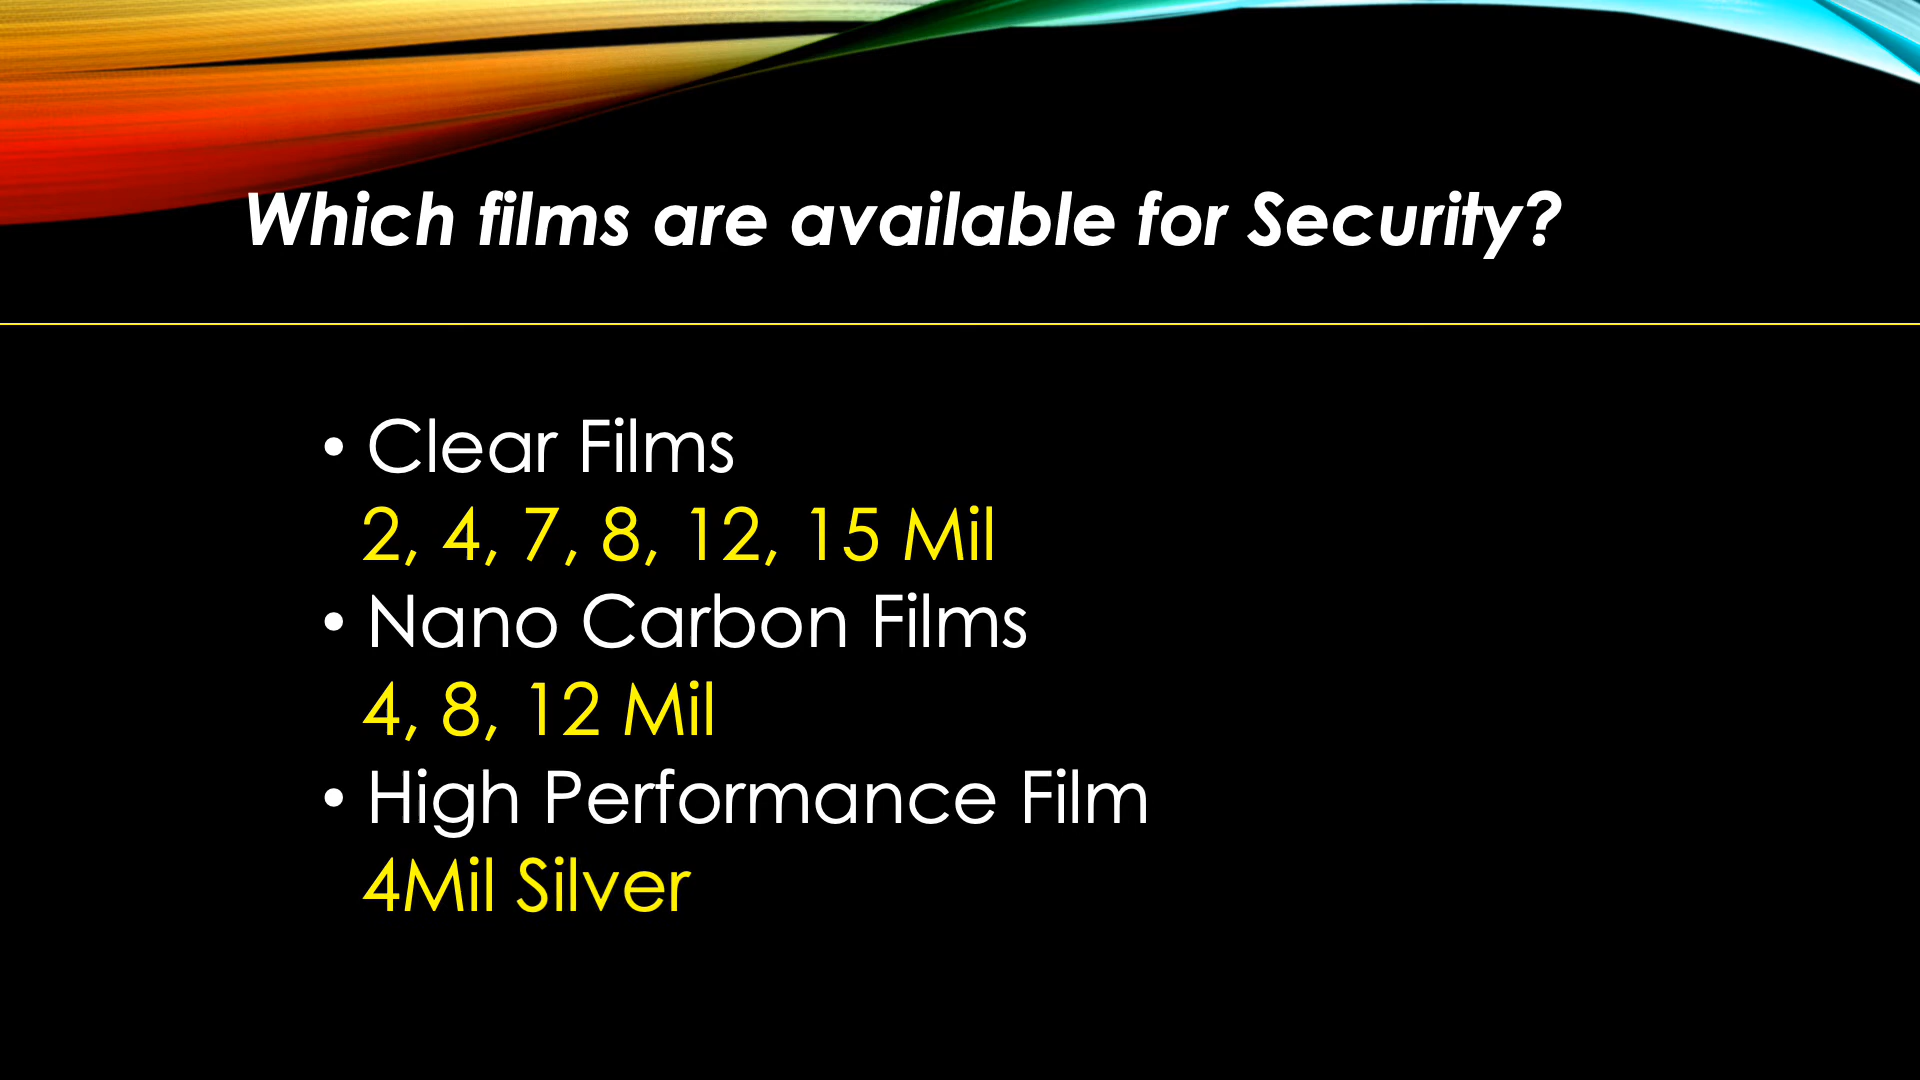 Which films are available for Security?
• Clear Films
2, 4, 7, 8, 12, 15 Mil
• Nano Carbon Films
4, 8, 12 Mil
• High Performance Film
4Mil Silver